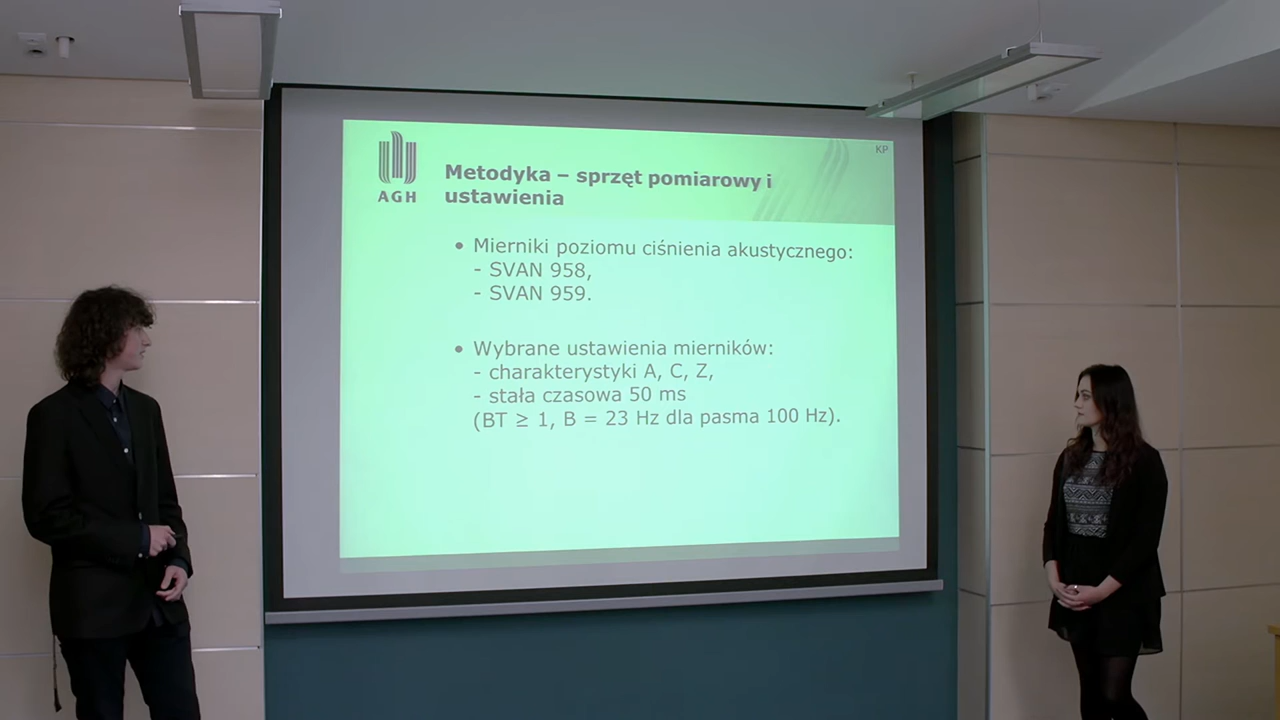 KP
AGH
Metodyka – sprzęt pomiarowy i
ustawienia
• Mierniki poziomu ciśnienia akustycznego:
- SVAN 958,
- SVAN 959.
• Wybrane ustawienia mierników:
- charakterystyki A, C, Z,
- stała czasowa 50 ms
(BT ≥ 1, B = 23 Hz dla pasma 100 Hz).